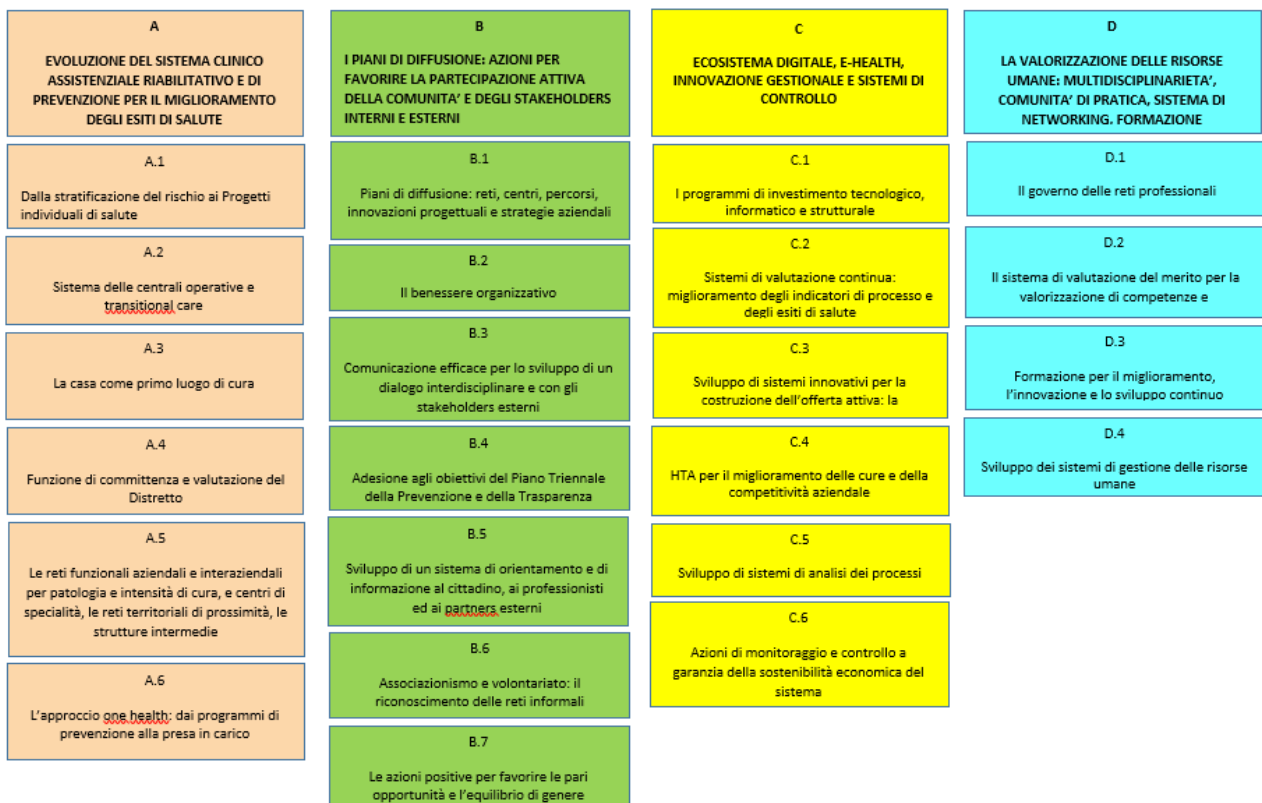 A
EVOLUZIONE DEL SISTEMA CLINICO
ASSISTENZIALE RIABILITATIVO E DI
PREVENZIONE PER IL MIGLIORAMENTO
DEGLI ESITI DI SALUTE
A.1
Dalla stratificazione del rischio ai Progetti
individuali di salute
A.2
Sistema delle centrali operative e
transitional care
A.3
La casa come primo luogo di cura
A.4
Funzione di committenza e valutazione del
Distretto
A.5
Le reti funzionali aziendali e interaziendali
per patologia e intensità di cura, e centri di
specialità, le reti territoriali di prossimità, le
strutture intermedie
A.6
L'approccio one health: dai programmi di
prevenzione alla presa in carico
B
I PIANI DI DIFFUSIONE: AZIONI PER
FAVORIRE LA PARTECIPAZIONE ATTIVA
DELLA COMUNITA' E DEGLI STAKEHOLDERS
INTERNI E ESTERNI
B.1
Piani di diffusione: reti, centri, percorsi,
innovazioni progettuali e strategie aziendali
B.2
Il benessere organizzativo
B.3
Comunicazione efficace per lo sviluppo di un
dialogo interdisciplinare e con gli
stakeholders esterni
B.4
Adesione agli obiettivi del Piano Triennale
della Prevenzione e della Trasparenza
B.5
Sviluppo di un sistema di orientamento e di
informazione al cittadino, ai professionisti
ed ai partners esterni
B.6
Associazionismo e volontariato: il
riconoscimento delle reti informali
B.7
Le azioni positive per favorire le pari
opportunità e l'equilibrio di genere
C
ECOSISTEMA DIGITALE, E-HEALTH,
INNOVAZIONE GESTIONALE E SISTEMI DI
CONTROLLO
C.1
I programmi di investimento tecnologico,
informatico e strutturale
C.2
Sistemi di valutazione continua:
miglioramento degli indicatori di processo e
degli esiti di salute
C.3
Sviluppo di sistemi innovativi per la
costruzione dell'offerta attiva: la
C.4
HTA per il miglioramento delle cure e della
competitività aziendale
C.5
Sviluppo di sistemi di analisi dei processi
C.6
Azioni di monitoraggio e controllo a
garanzia della sostenibilità economica del
sistema
D
LA VALORIZZAZIONE DELLE RISORSE
UMANE: MULTIDISCIPLINARIETA',
COMUNITA' DI PRATICA, SISTEMA DI
NETWORKING. FORMAZIONE
D.1
Il governo delle reti professionali
D.2
Il sistema di valutazione del merito per la
valorizzazione di competenze e
D.3
Formazione per il miglioramento,
l'innovazione e lo sviluppo continuo
D.4
Sviluppo dei sistemi di gestione delle risorse
umane